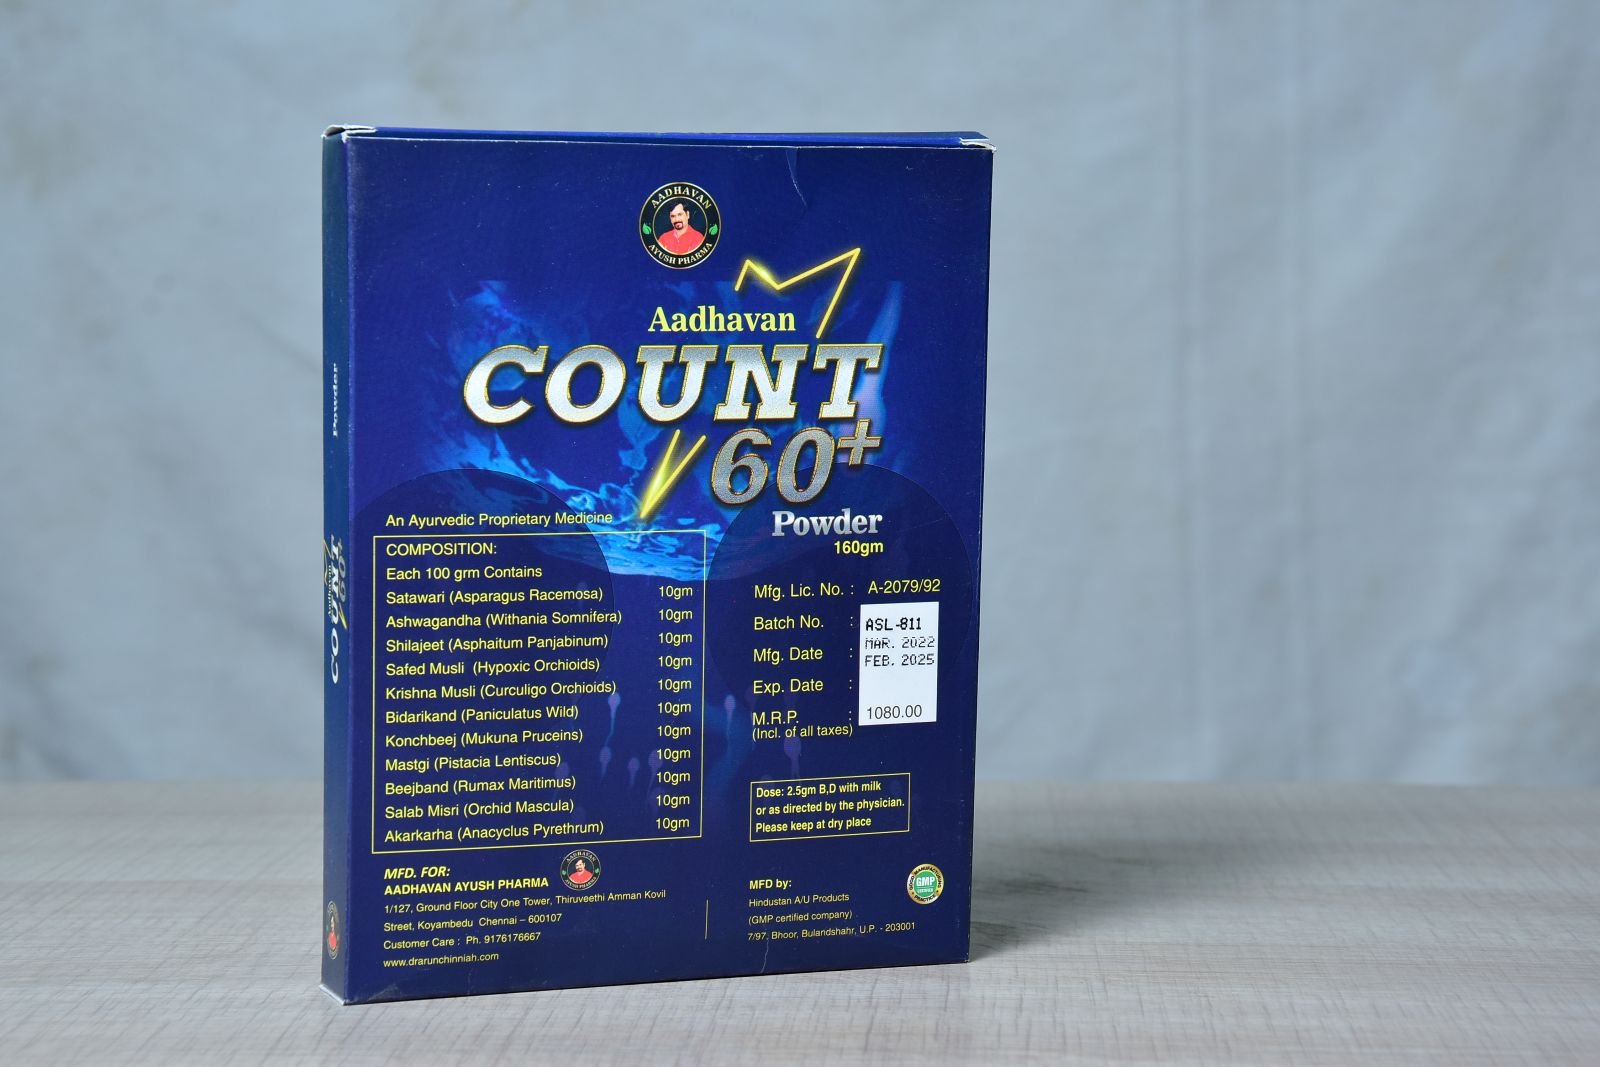 AADHAVAN
AYUSH PHARMA
Aadhavan
COUNT
60+
Powder
160gm
An Ayurvedic Proprietary Medicine
COMPOSITION:
Each 100 grm Contains
Satawari (Asparagus Racemosa) 10gm
Ashwagandha (Withania Somnifera) 10gm
Shilajeet (Asphaitum Panjabinum) 10gm
Safed Musli (Hypoxic Orchioids) 10gm
Krishna Musli (Curculigo Orchioids) 10gm
Bidarikand (Paniculatus Wild) 10gm
Konchbeej (Mukuna Pruceins) 10gm
Mastgi (Pistacia Lentiscus) 10gm
Beejband (Rumax Maritimus) 10gm
Salab Misri (Orchid Mascula) 10gm
Akarkarha (Anacyclus Pyrethrum) 10gm
Mfg. Lic. No. : A-2079/92
Batch No. : ASL-811
Mfg. Date : MAR. 2022
Exp. Date : FEB. 2025
M.R.P. : 1080.00
(Incl. of all taxes)
Dose: 2.5gm B,D with milk
or as directed by the physician.
Please keep at dry place
MFD. FOR:
AADHAVAN AYUSH PHARMA
1/127, Ground Floor City One Tower, Thiruveethi Amman Kovil
Street, Koyambedu Chennai – 600107
Customer Care : Ph. 9176176667
www.drarunchinniah.com
AADHAVAN
AYUSH PHARMA
MFD by:
Hindustan A/U Products
(GMP certified company)
7/97, Bhoor, Bulandshahr, U.P. - 203001
GMP
CERTIFIED
Powder
COUNT
60+